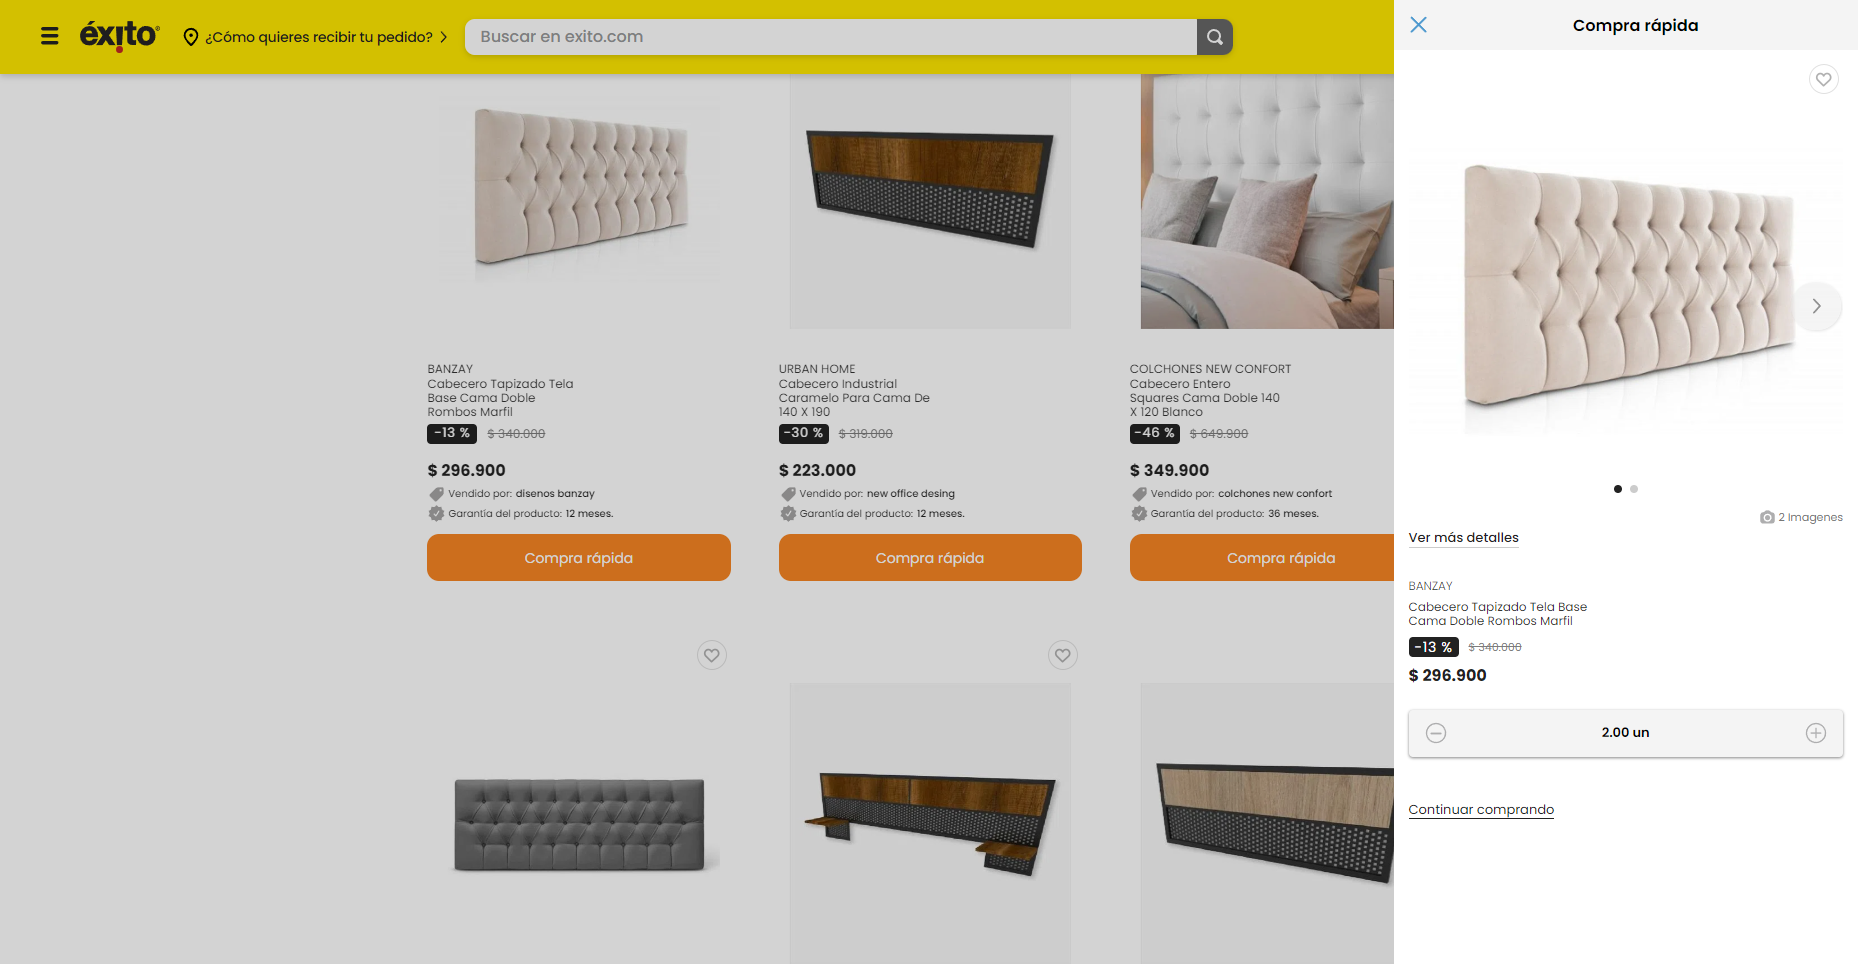 éxito
¿Cómo quieres recibir tu pedido?
Buscar en exito.com
BANZAY
Cabecero Tapizado Tela
Base Cama Doble
Rombos Marfil
-13 % $ 340.000
$ 296.900
Vendido por: disenos banzay
Garantía del producto: 12 meses.
Compra rápida
URBAN HOME
Cabecero Industrial
Caramelo Para Cama De
140 X 190
-30 % $ 319.000
$ 223.000
Vendido por: new office desing
Garantía del producto: 12 meses.
Compra rápida
COLCHONES NEW CONFORT
Cabecero Entero
Squares Cama Doble 140
X 120 Blanco
-46 % $ 649.900
$ 349.900
Vendido por: colchones new confort
Garantía del producto: 36 meses.
Compra rápida
Compra rápida
2 Imagenes
Ver más detalles
BANZAY
Cabecero Tapizado Tela Base
Cama Doble Rombos Marfil
-13 % $ 340.000
$ 296.900
2.00 un
Continuar comprando